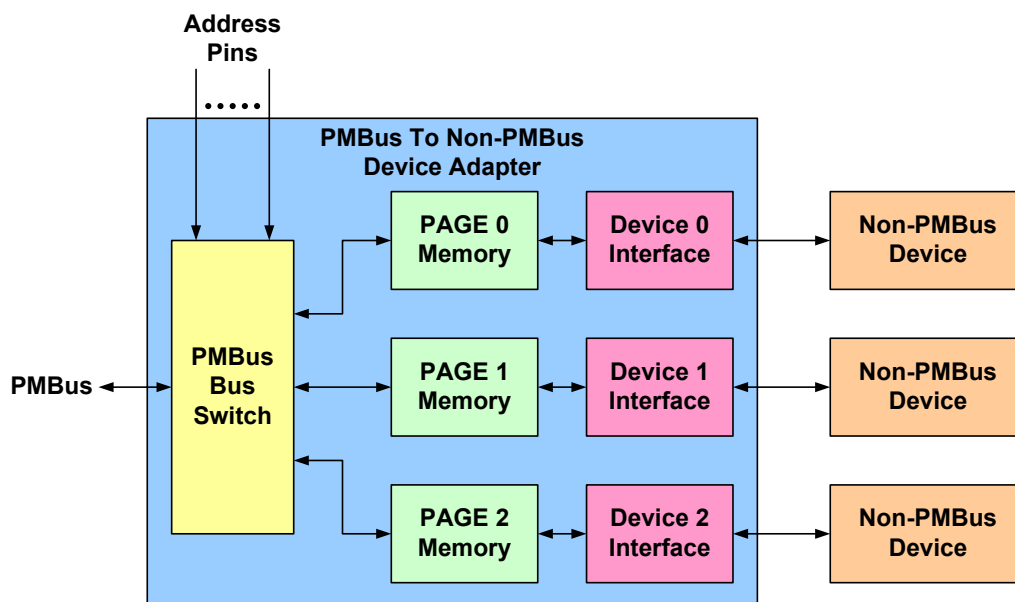 Address
Pins
PMBus To Non-PMBus
Device Adapter
PAGE 0
Memory
Device 0
Interface
Non-PMBus
Device
PMBus
PMBus
Bus
Switch
PAGE 1
Memory
Device 1
Interface
Non-PMBus
Device
PAGE 2
Memory
Device 2
Interface
Non-PMBus
Device